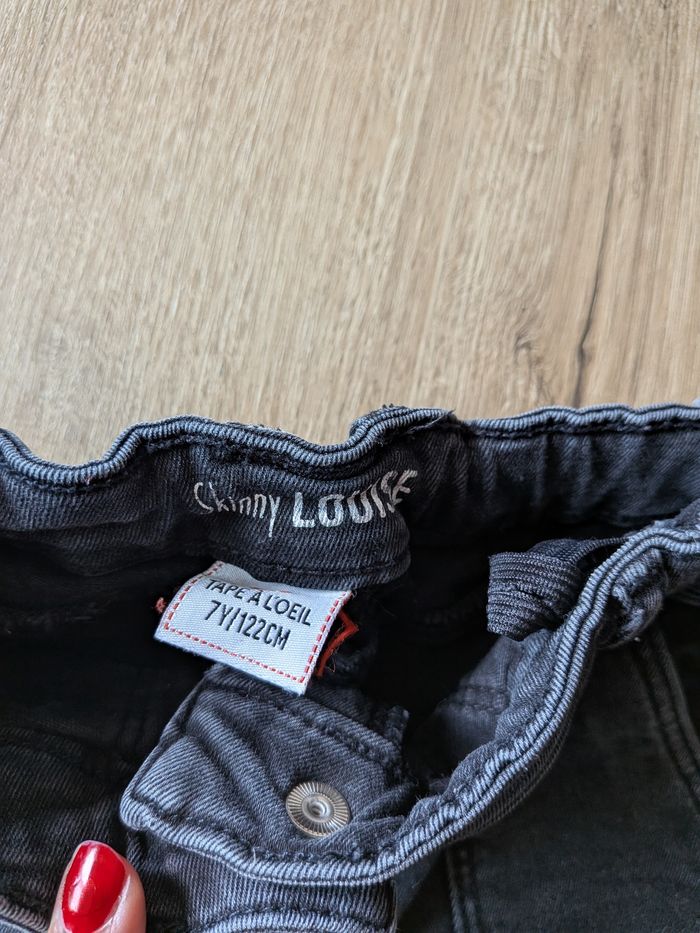 Skinny LOUISE
TAPE À L'OEIL
7Y/122CM